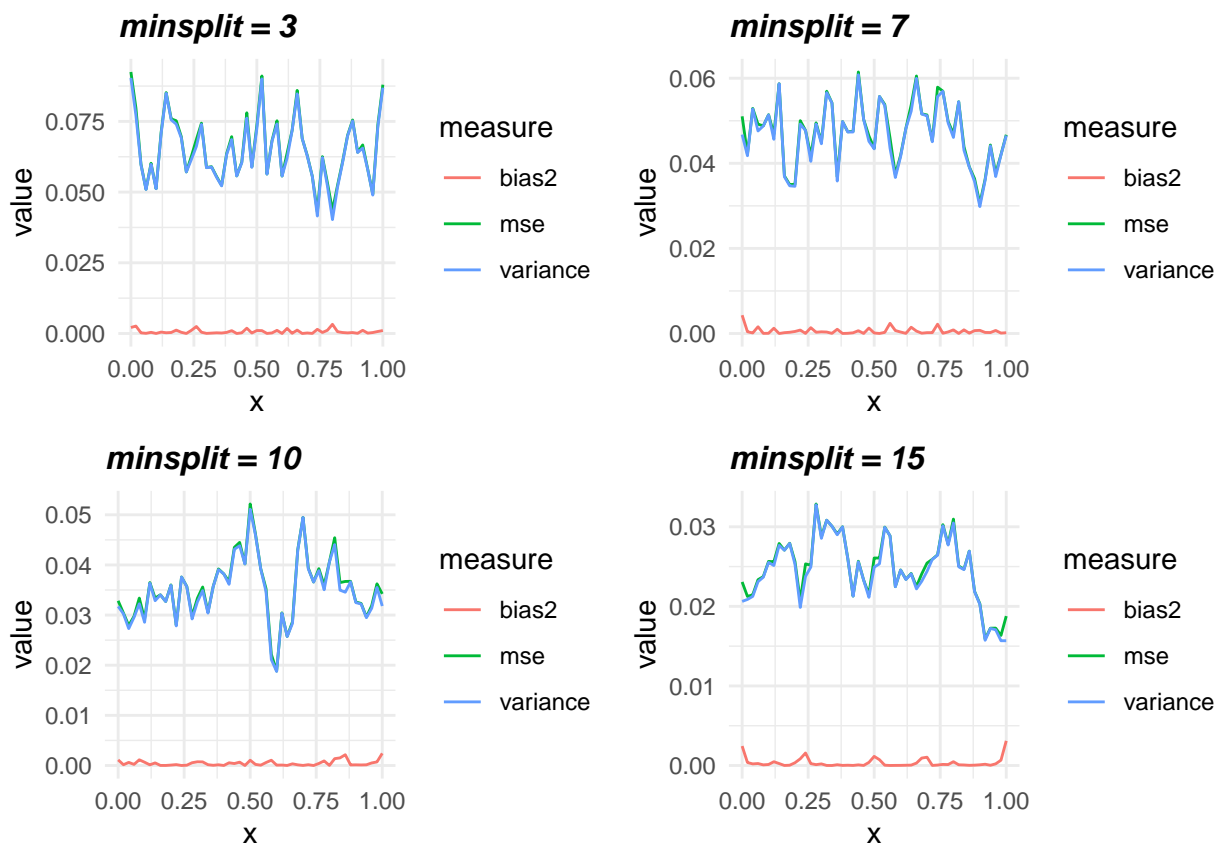 minsplit = 3
value
0.075
0.050
0.025
0.000
0.00 0.25 0.50 0.75 1.00
x
measure
bias2
mse
variance
minsplit = 7
value
0.06
0.04
0.02
0.00
0.00 0.25 0.50 0.75 1.00
x
measure
bias2
mse
variance
minsplit = 10
value
0.05
0.04
0.03
0.02
0.01
0.00
0.00 0.25 0.50 0.75 1.00
x
measure
bias2
mse
variance
minsplit = 15
value
0.03
0.02
0.01
0.00
0.00 0.25 0.50 0.75 1.00
x
measure
bias2
mse
variance